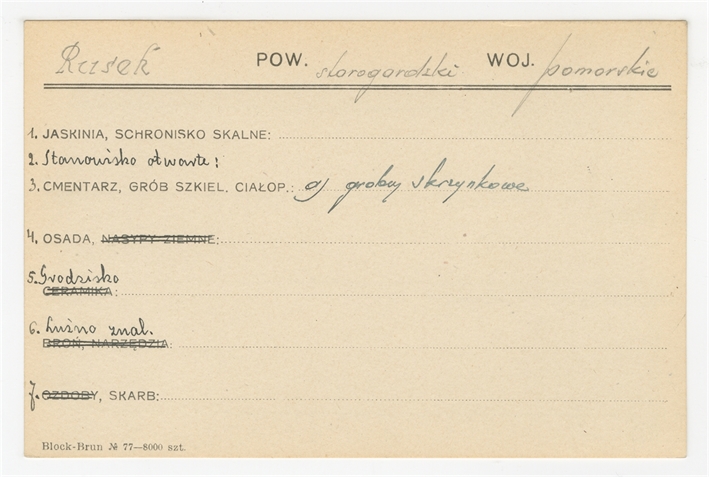 Rusek POW. starogardzki WOJ. pomorskie
1. JASKINIA, SCHRONISKO SKALNE:
2. Stanowisko otwarte:
3. CMENTARZ, GRÓB SZKIEL. CIAŁOP.: a) groby skrzynkowe
4. OSADA, NASYPY ZIEMNE:
5. Grodzisko
CERAMIKA:
6. Luźno znal.
BROŃ, NARZĘDZIA:
7. OZDOBY, SKARB:
Block-Brun № 77—8000 szt.